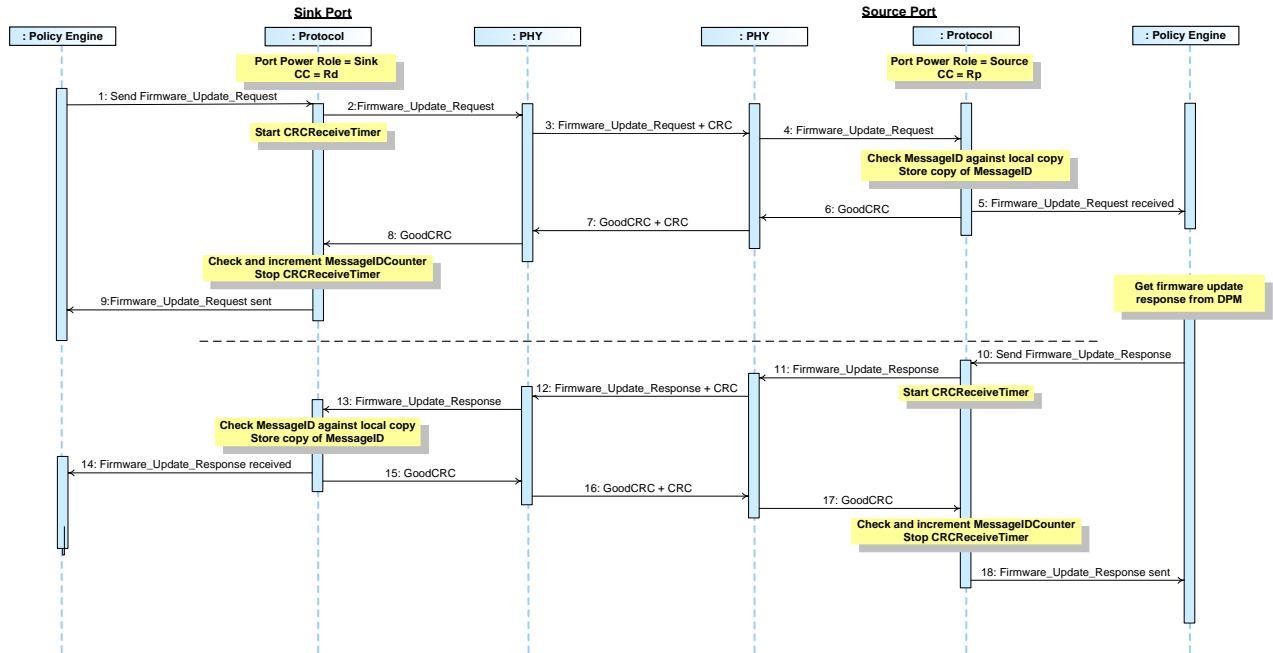 Sink Port
Source Port
: Policy Engine
: Protocol
: PHY
: PHY
: Protocol
: Policy Engine
Port Power Role = Sink
CC = Rd
Port Power Role = Source
CC = Rp
1: Send Firmware_Update_Request
2:Firmware_Update_Request
3: Firmware_Update_Request + CRC
4: Firmware_Update_Request
Start CRCReceiveTimer
Check MessageID against local copy
Store copy of MessageID
5: Firmware_Update_Request received
6: GoodCRC
7: GoodCRC + CRC
8: GoodCRC
Check and increment MessageIDCounter
Stop CRCReceiveTimer
9:Firmware_Update_Request sent
Get firmware update
response from DPM
10: Send Firmware_Update_Response
11: Firmware_Update_Response
Start CRCReceiveTimer
12: Firmware_Update_Response + CRC
13: Firmware_Update_Response
Check MessageID against local copy
Store copy of MessageID
14: Firmware_Update_Response received
15: GoodCRC
16: GoodCRC + CRC
17: GoodCRC
Check and increment MessageIDCounter
Stop CRCReceiveTimer
18: Firmware_Update_Response sent